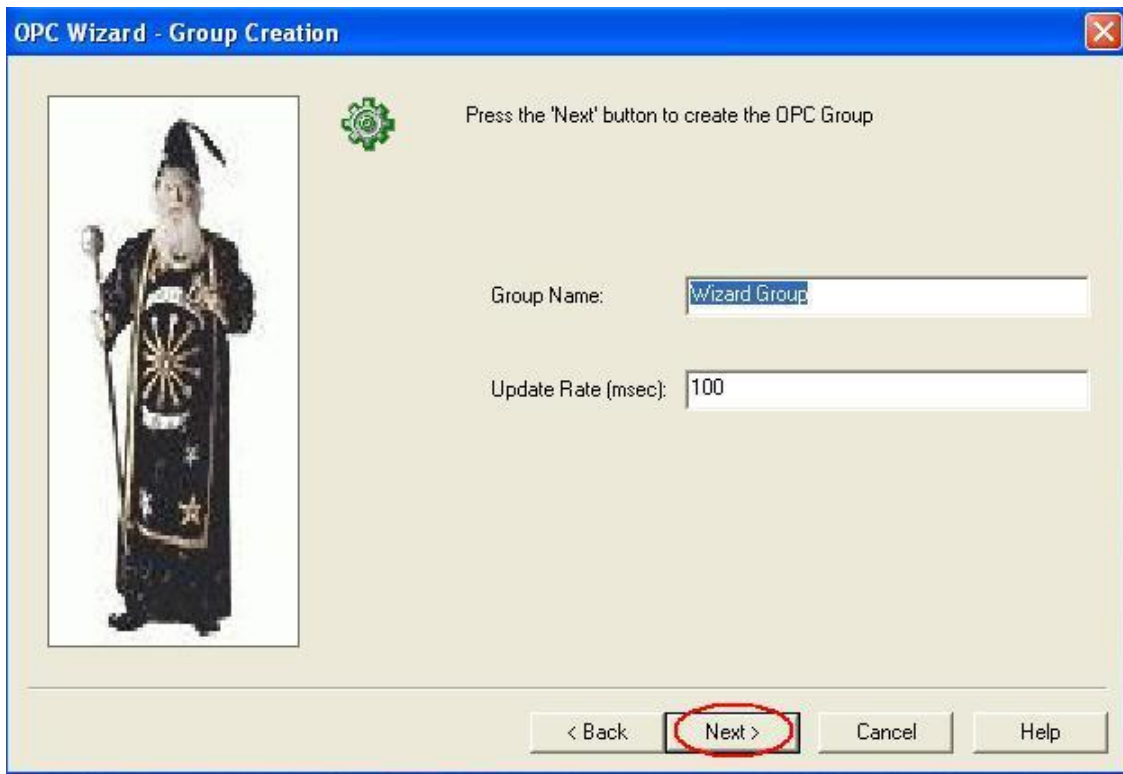 OPC Wizard - Group Creation
Press the 'Next' button to create the OPC Group
Group Name: Wizard Group
Update Rate (msec): 100
< Back Next > Cancel Help